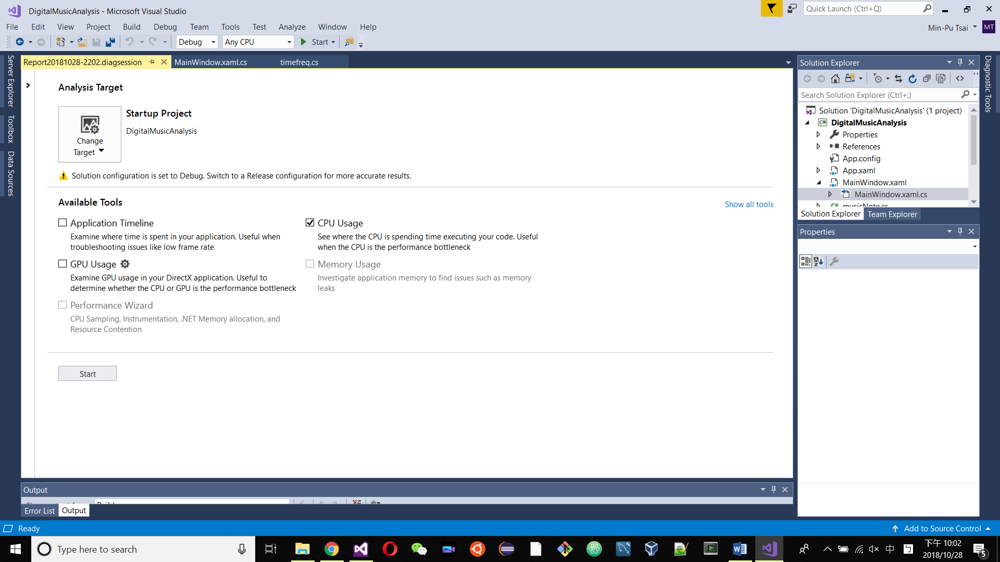 DigitalMusicAnalysis - Microsoft Visual Studio
Quick Launch (Ctrl+Q)
File Edit View Project Build Debug Team Tools Test Analyze Window Help
Min-Pu Tsai MT
Debug Any CPU Start
Server Explorer
Toolbox
Data Sources
Report20181028-2202.diagsession MainWindow.xaml.cs timefreq.cs
Analysis Target
Change
Target
Startup Project
DigitalMusicAnalysis
Solution configuration is set to Debug. Switch to a Release configuration for more accurate results.
Available Tools
Show all tools
Application Timeline
Examine where time is spent in your application. Useful when
troubleshooting issues like low frame rate
CPU Usage
See where the CPU is spending time executing your code. Useful
when the CPU is the performance bottleneck
GPU Usage
Examine GPU usage in your DirectX application. Useful to
determine whether the CPU or GPU is the performance bottleneck
Memory Usage
Investigate application memory to find issues such as memory
leaks
Performance Wizard
CPU Sampling, Instrumentation, .NET Memory allocation, and
Resource Contention
Start
Solution Explorer
Search Solution Explorer (Ctrl+;)
Solution 'DigitalMusicAnalysis' (1 project)
C# DigitalMusicAnalysis
Properties
References
App.config
App.xaml
MainWindow.xaml
MainWindow.xaml.cs
musicNote.cs
Solution Explorer Team Explorer
Properties
Diagnostic Tools
Output
Error List Output
Ready
Add to Source Control
Type here to search
中
下午 10:02
2018/10/28
5